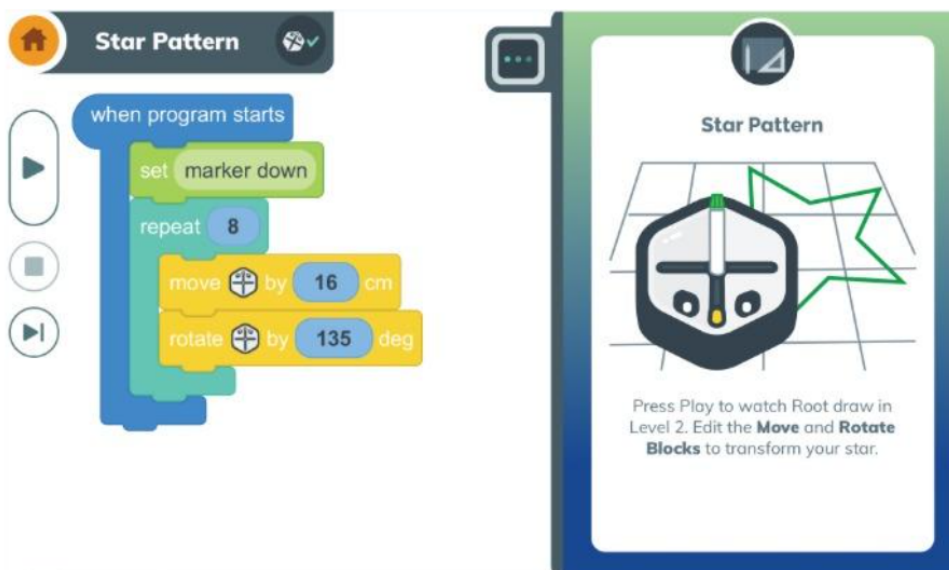 Star Pattern
when program starts
set marker down
repeat 8
move by 16 cm
rotate by 135 deg
Star Pattern
Press Play to watch Root draw in
Level 2. Edit the Move and Rotate
Blocks to transform your star.